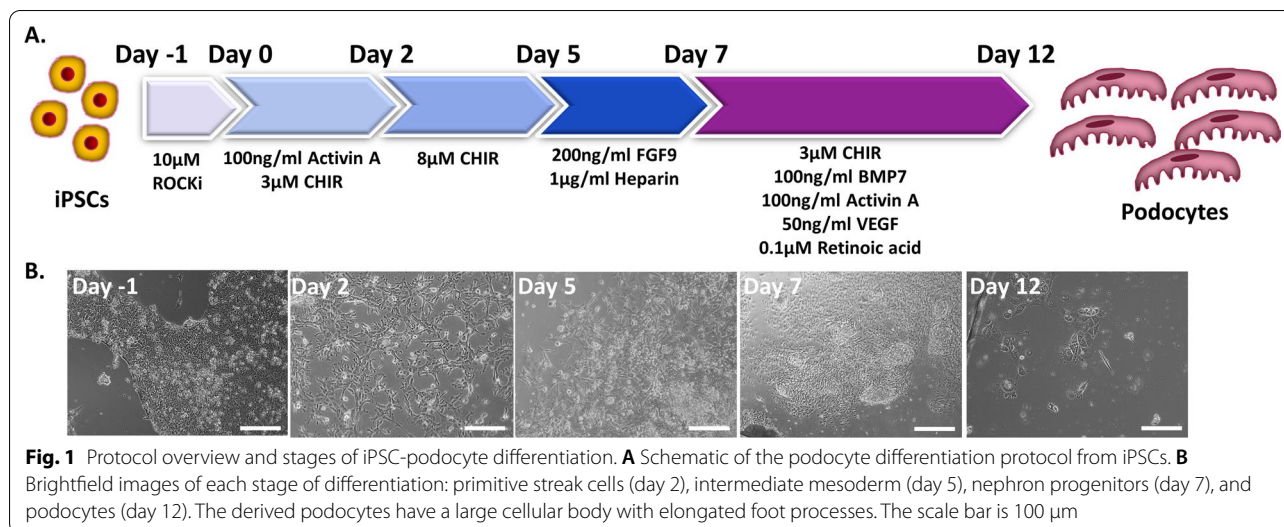 A.
Day -1 Day 0 Day 2 Day 5 Day 7 Day 12
iPSCs
10µM
ROCKi
100ng/ml Activin A
3µM CHIR
8µM CHIR
200ng/ml FGF9
1µg/ml Heparin
3µM CHIR
100ng/ml BMP7
100ng/ml Activin A
50ng/ml VEGF
0.1µM Retinoic acid
Podocytes
B.
Day -1 Day 2 Day 5 Day 7 Day 12
Fig. 1 Protocol overview and stages of iPSC-podocyte differentiation. A Schematic of the podocyte differentiation protocol from iPSCs. B
Brightfield images of each stage of differentiation: primitive streak cells (day 2), intermediate mesoderm (day 5), nephron progenitors (day 7), and
podocytes (day 12). The derived podocytes have a large cellular body with elongated foot processes. The scale bar is 100 µm